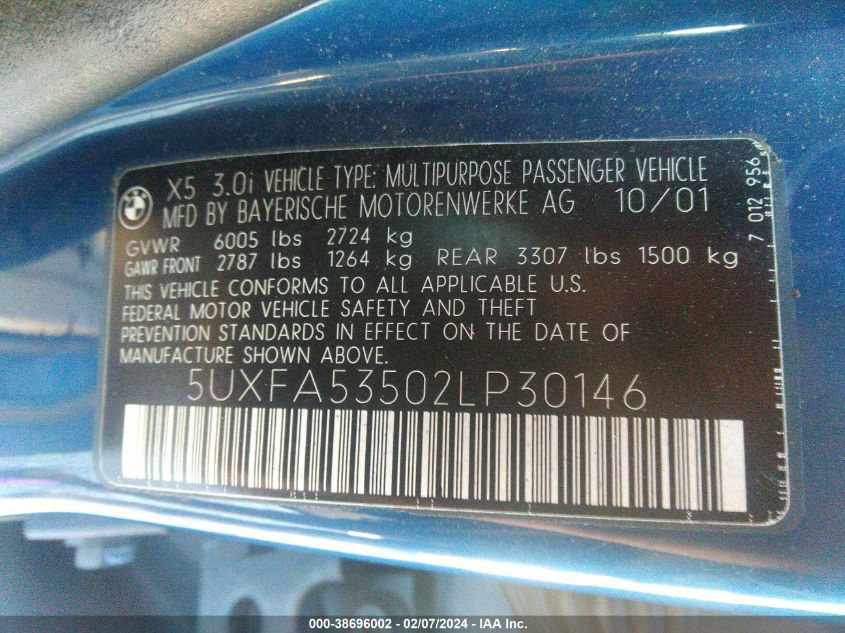 X5 3.0i VEHICLE TYPE: MULTIPURPOSE PASSENGER VEHICLE
MFD BY BAYERISCHE MOTORENWERKE AG 10/01
GVWR 6005 lbs 2724 kg
GAWR FRONT 2787 lbs 1264 kg REAR 3307 lbs 1500 kg
THIS VEHICLE CONFORMS TO ALL APPLICABLE U.S.
FEDERAL MOTOR VEHICLE SAFETY AND THEFT
PREVENTION STANDARDS IN EFFECT ON THE DATE OF
MANUFACTURE SHOWN ABOVE.
5UXFA53502LP30146
7 012 956
000-38696002 — 02/07/2024 — IAA Inc.